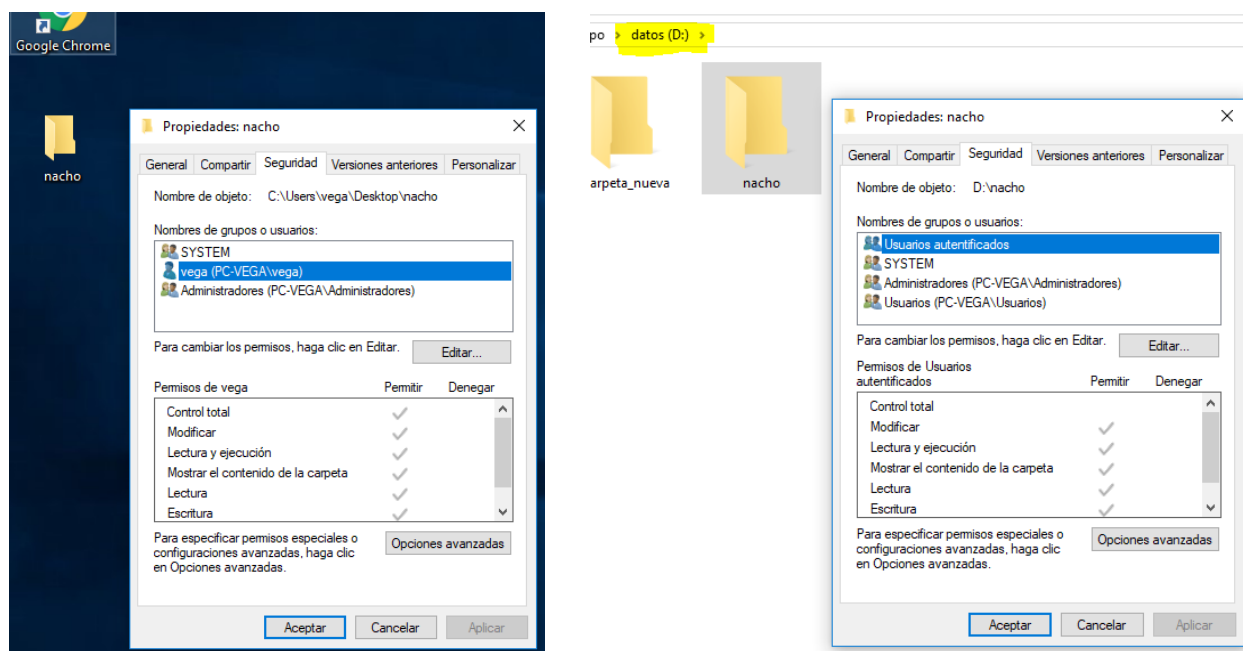 Google Chrome
nacho
Propiedades: nacho
General Compartir Seguridad Versiones anteriores Personalizar
Nombre de objeto: C:\Users\vega\Desktop\nacho
Nombres de grupos o usuarios:
SYSTEM
vega (PC-VEGA\vega)
Administradores (PC-VEGA\Administradores)
Para cambiar los permisos, haga clic en Editar. Editar...
Permisos de vega Permitir Denegar
Control total
Modificar
Lectura y ejecución
Mostrar el contenido de la carpeta
Lectura
Escritura
Para especificar permisos especiales o
configuraciones avanzadas, haga clic
en Opciones avanzadas.
Opciones avanzadas
Aceptar Cancelar Aplicar
po > datos (D:) >
arpeta_nueva nacho
Propiedades: nacho
General Compartir Seguridad Versiones anteriores Personalizar
Nombre de objeto: D:\nacho
Nombres de grupos o usuarios:
Usuarios autentificados
SYSTEM
Administradores (PC-VEGA\Administradores)
Usuarios (PC-VEGA\Usuarios)
Para cambiar los permisos, haga clic en Editar. Editar...
Permisos de Usuarios
autentificados Permitir Denegar
Control total
Modificar
Lectura y ejecución
Mostrar el contenido de la carpeta
Lectura
Escritura
Para especificar permisos especiales o
configuraciones avanzadas, haga clic
en Opciones avanzadas.
Opciones avanzadas
Aceptar Cancelar Aplicar